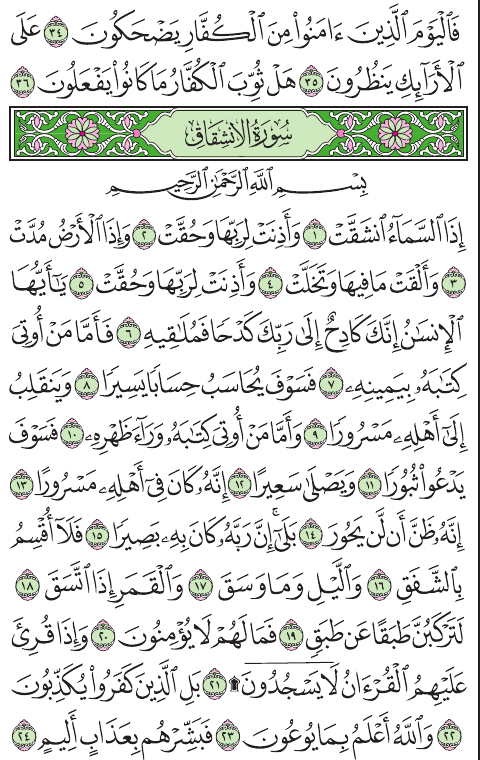 فَٱلْيَوْمَ ٱلَّذِينَ ءَامَنُوا۟ مِنَ ٱلْكُفَّارِ يَضْحَكُونَ ٣٤ عَلَى
ٱلْأَرَآئِكِ يَنظُرُونَ ٣٥ هَلْ ثُوِّبَ ٱلْكُفَّارُ مَا كَانُوا۟ يَفْعَلُونَ ٣٦
سُورَةُ الانشِقَاقِ
بِسْمِ ٱللَّهِ ٱلرَّحْمَٰنِ ٱلرَّحِيمِ
إِذَا ٱلسَّمَآءُ ٱنشَقَّتْ ١ وَأَذِنَتْ لِرَبِّهَا وَحُقَّتْ ٢ وَإِذَا ٱلْأَرْضُ مُدَّتْ
٣ وَأَلْقَتْ مَا فِيهَا وَتَخَلَّتْ ٤ وَأَذِنَتْ لِرَبِّهَا وَحُقَّتْ ٥ يَٰٓأَيُّهَا
ٱلْإِنسَٰنُ إِنَّكَ كَادِحٌ إِلَىٰ رَبِّكَ كَدْحًا فَمُلَٰقِيهِ ٦ فَأَمَّا مَنْ أُوتِىَ
كِتَٰبَهُۥ بِيَمِينِهِۦ ٧ فَسَوْفَ يُحَاسَبُ حِسَابًا يَسِيرًا ٨ وَيَنقَلِبُ
إِلَىٰٓ أَهْلِهِۦ مَسْرُورًا ٩ وَأَمَّا مَنْ أُوتِىَ كِتَٰبَهُۥ وَرَآءَ ظَهْرِهِۦ ١٠ فَسَوْفَ
يَدْعُوا۟ ثُبُورًا ١١ وَيَصْلَىٰ سَعِيرًا ١٢ إِنَّهُۥ كَانَ فِىٓ أَهْلِهِۦ مَسْرُورًا ١٣
إِنَّهُۥ ظَنَّ أَن لَّن يَحُورَ ١٤ بَلَىٰٓۚ إِنَّ رَبَّهُۥ كَانَ بِهِۦ بَصِيرًا ١٥ فَلَآ أُقْسِمُ
بِٱلشَّفَقِ ١٦ وَٱلَّيْلِ وَمَا وَسَقَ ١٧ وَٱلْقَمَرِ إِذَا ٱتَّسَقَ ١٨
لَتَرْكَبُنَّ طَبَقًا عَن طَبَقٍ ١٩ فَمَا لَهُمْ لَا يُؤْمِنُونَ ٢٠ وَإِذَا قُرِئَ
عَلَيْهِمُ ٱلْقُرْءَانُ لَا يَسْجُدُونَ ۩ ٢١ بَلِ ٱلَّذِينَ كَفَرُوا۟ يُكَذِّبُونَ
٢٢ وَٱللَّهُ أَعْلَمُ بِمَا يُوعُونَ ٢٣ فَبَشِّرْهُم بِعَذَابٍ أَلِيمٍ ٢٤